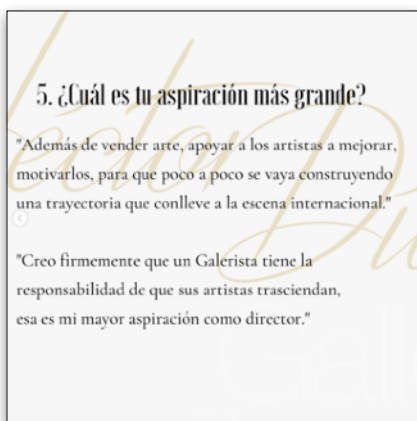 5. ¿Cuál es tu aspiración más grande?
"Además de vender arte, apoyar a los artistas a mejorar,
motivarlos, para que poco a poco se vaya construyendo
una trayectoria que conlleve a la escena internacional."
"Creo firmemente que un Galerista tiene la
responsabilidad de que sus artistas trasciendan,
esa es mi mayor aspiración como director."